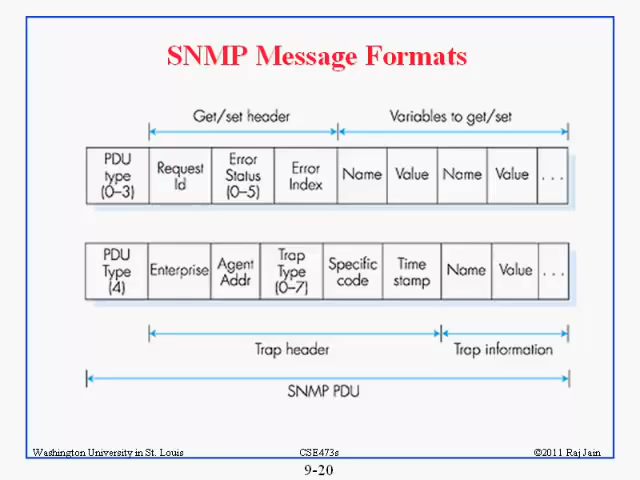 SNMP Message Formats
Get/set header Variables to get/set
PDU type (0–3) Request Id Error Status (0–5) Error Index Name Value Name Value ...
PDU Type (4) Enterprise Agent Addr Trap Type (0–7) Specific code Time stamp Name Value ...
Trap header Trap information
SNMP PDU
Washington University in St. Louis CSE473s ©2011 Raj Jain
9-20